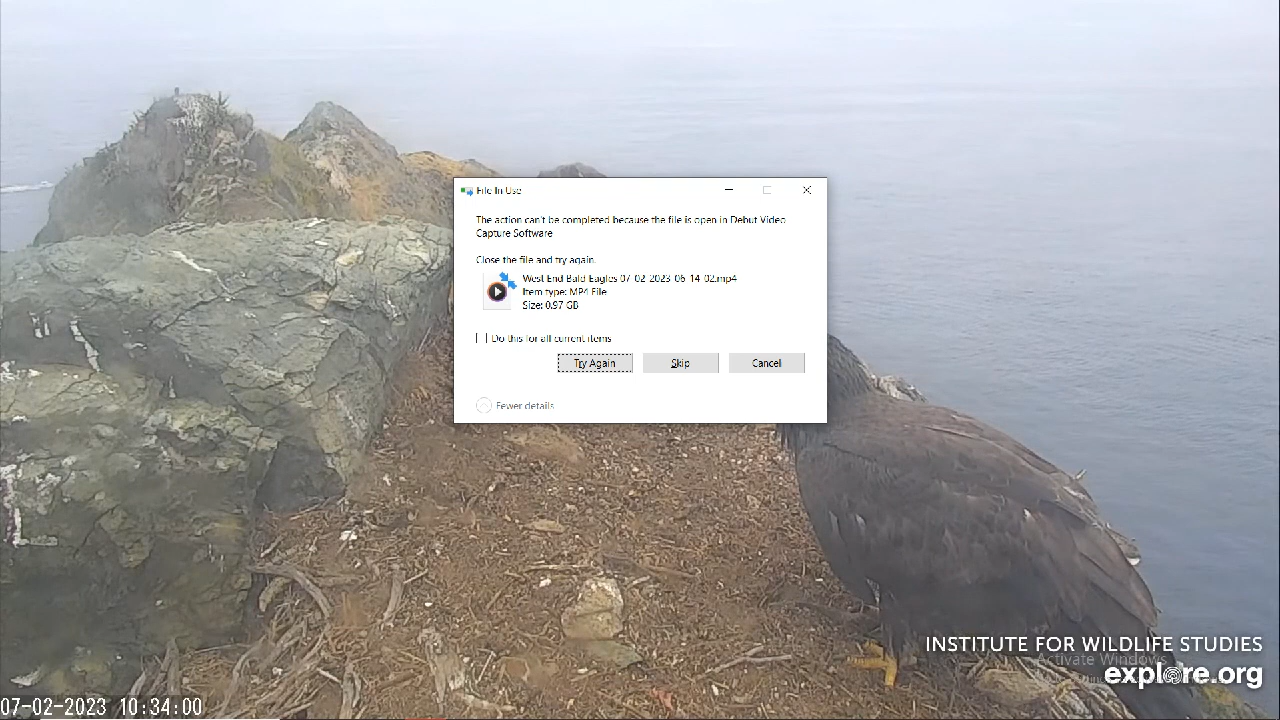 File In Use
The action can't be completed because the file is open in Debut Video
Capture Software
Close the file and try again.
West End Bald Eagles 07-02-2023-06-14-02.mp4
Item type: MP4 File
Size: 0.97 GB
Do this for all current items
Try Again Skip Cancel
Fewer details
INSTITUTE FOR WILDLIFE STUDIES
Activate Windows
explore.org
07-02-2023 10:34:00